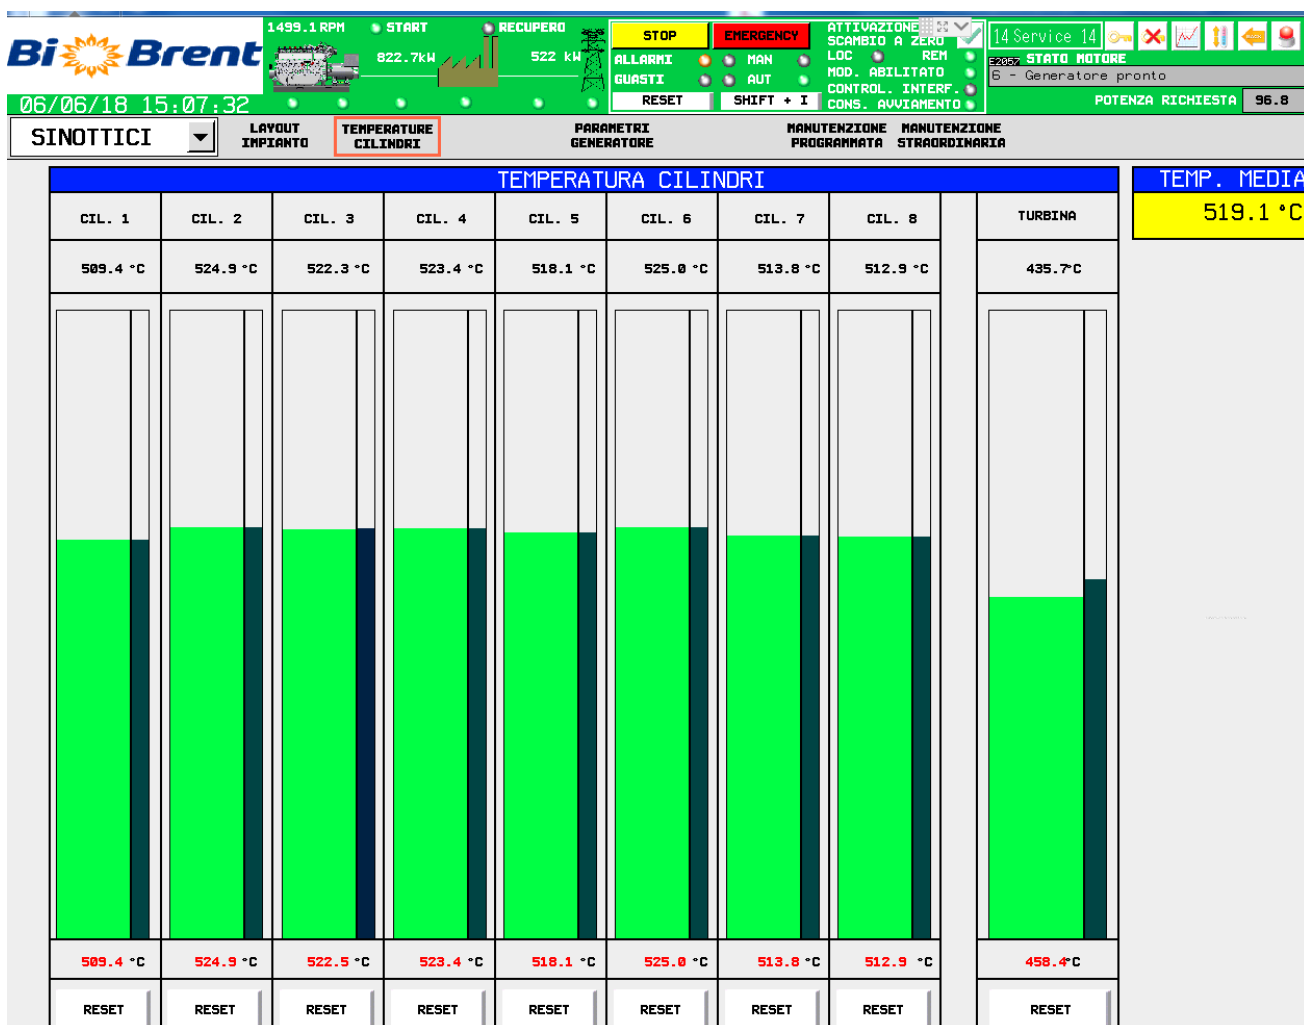 Bi Brent
1499.1 RPM
START
RECUPERO
822.7kW
522 kW
06/06/18 15:07:32
STOP
EMERGENCY
ALLARMI
MAN
GUASTI
AUT
RESET
SHIFT + I
ATTIVAZIONE
SCAMBIO A ZERO
LOC
REM
MOD. ABILITATO
CONTROL. INTERF.
CONS. AVVIAMENTO
14 Service 14
E2057 STATO MOTORE
6 - Generatore pronto
POTENZA RICHIESTA 96.8
SINOTTICI
LAYOUT
IMPIANTO
TEMPERATURE
CILINDRI
PARAMETRI
GENERATORE
MANUTENZIONE
PROGRAMMATA
MANUTENZIONE
STRAORDINARIA
TEMPERATURA CILINDRI
TEMP. MEDIA
519.1 °C
CIL. 1 CIL. 2 CIL. 3 CIL. 4 CIL. 5 CIL. 6 CIL. 7 CIL. 8 TURBINA
509.4 °C 524.9 °C 522.3 °C 523.4 °C 518.1 °C 525.0 °C 513.8 °C 512.9 °C 435.7°C
509.4 °C 524.9 °C 522.5 °C 523.4 °C 518.1 °C 525.0 °C 513.8 °C 512.9 °C 458.4°C
RESET RESET RESET RESET RESET RESET RESET RESET RESET